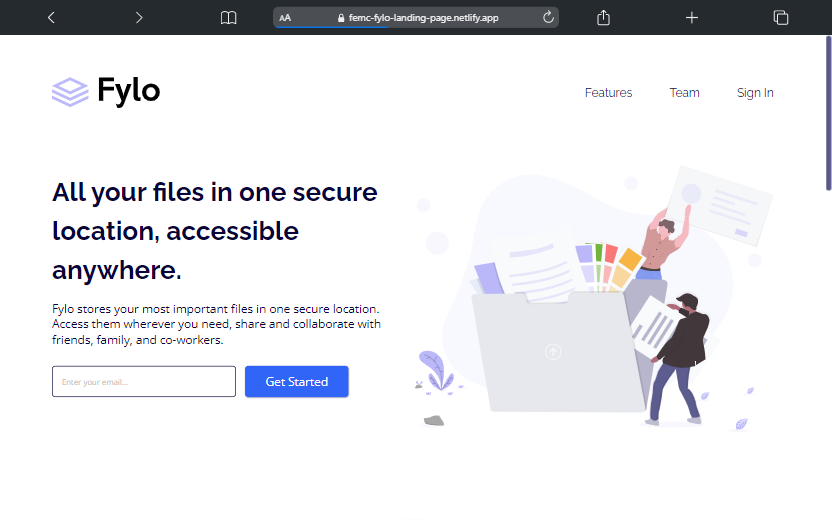 AA femc-fylo-landing-page.netlify.app
Fylo
Features Team Sign In
All your files in one secure
location, accessible
anywhere.
Fylo stores your most important files in one secure location.
Access them wherever you need, share and collaborate with
friends, family, and co-workers.
Enter your email...
Get Started